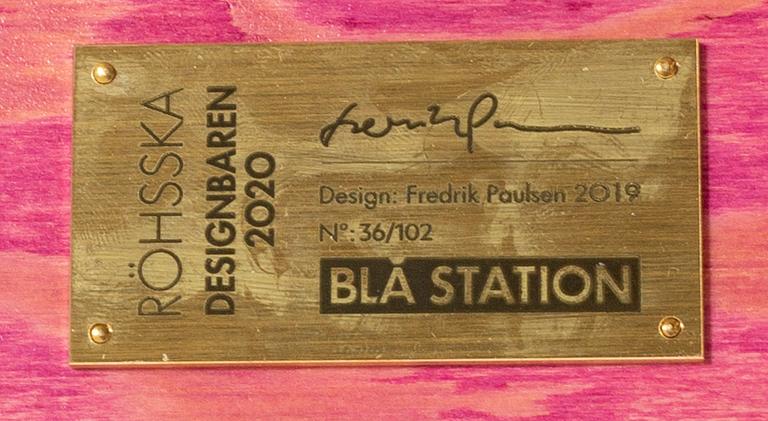 RÖHSSKA
DESIGNBAREN
2020
Design: Fredrik Paulsen 2019
Nº: 36/102
BLÅ STATION